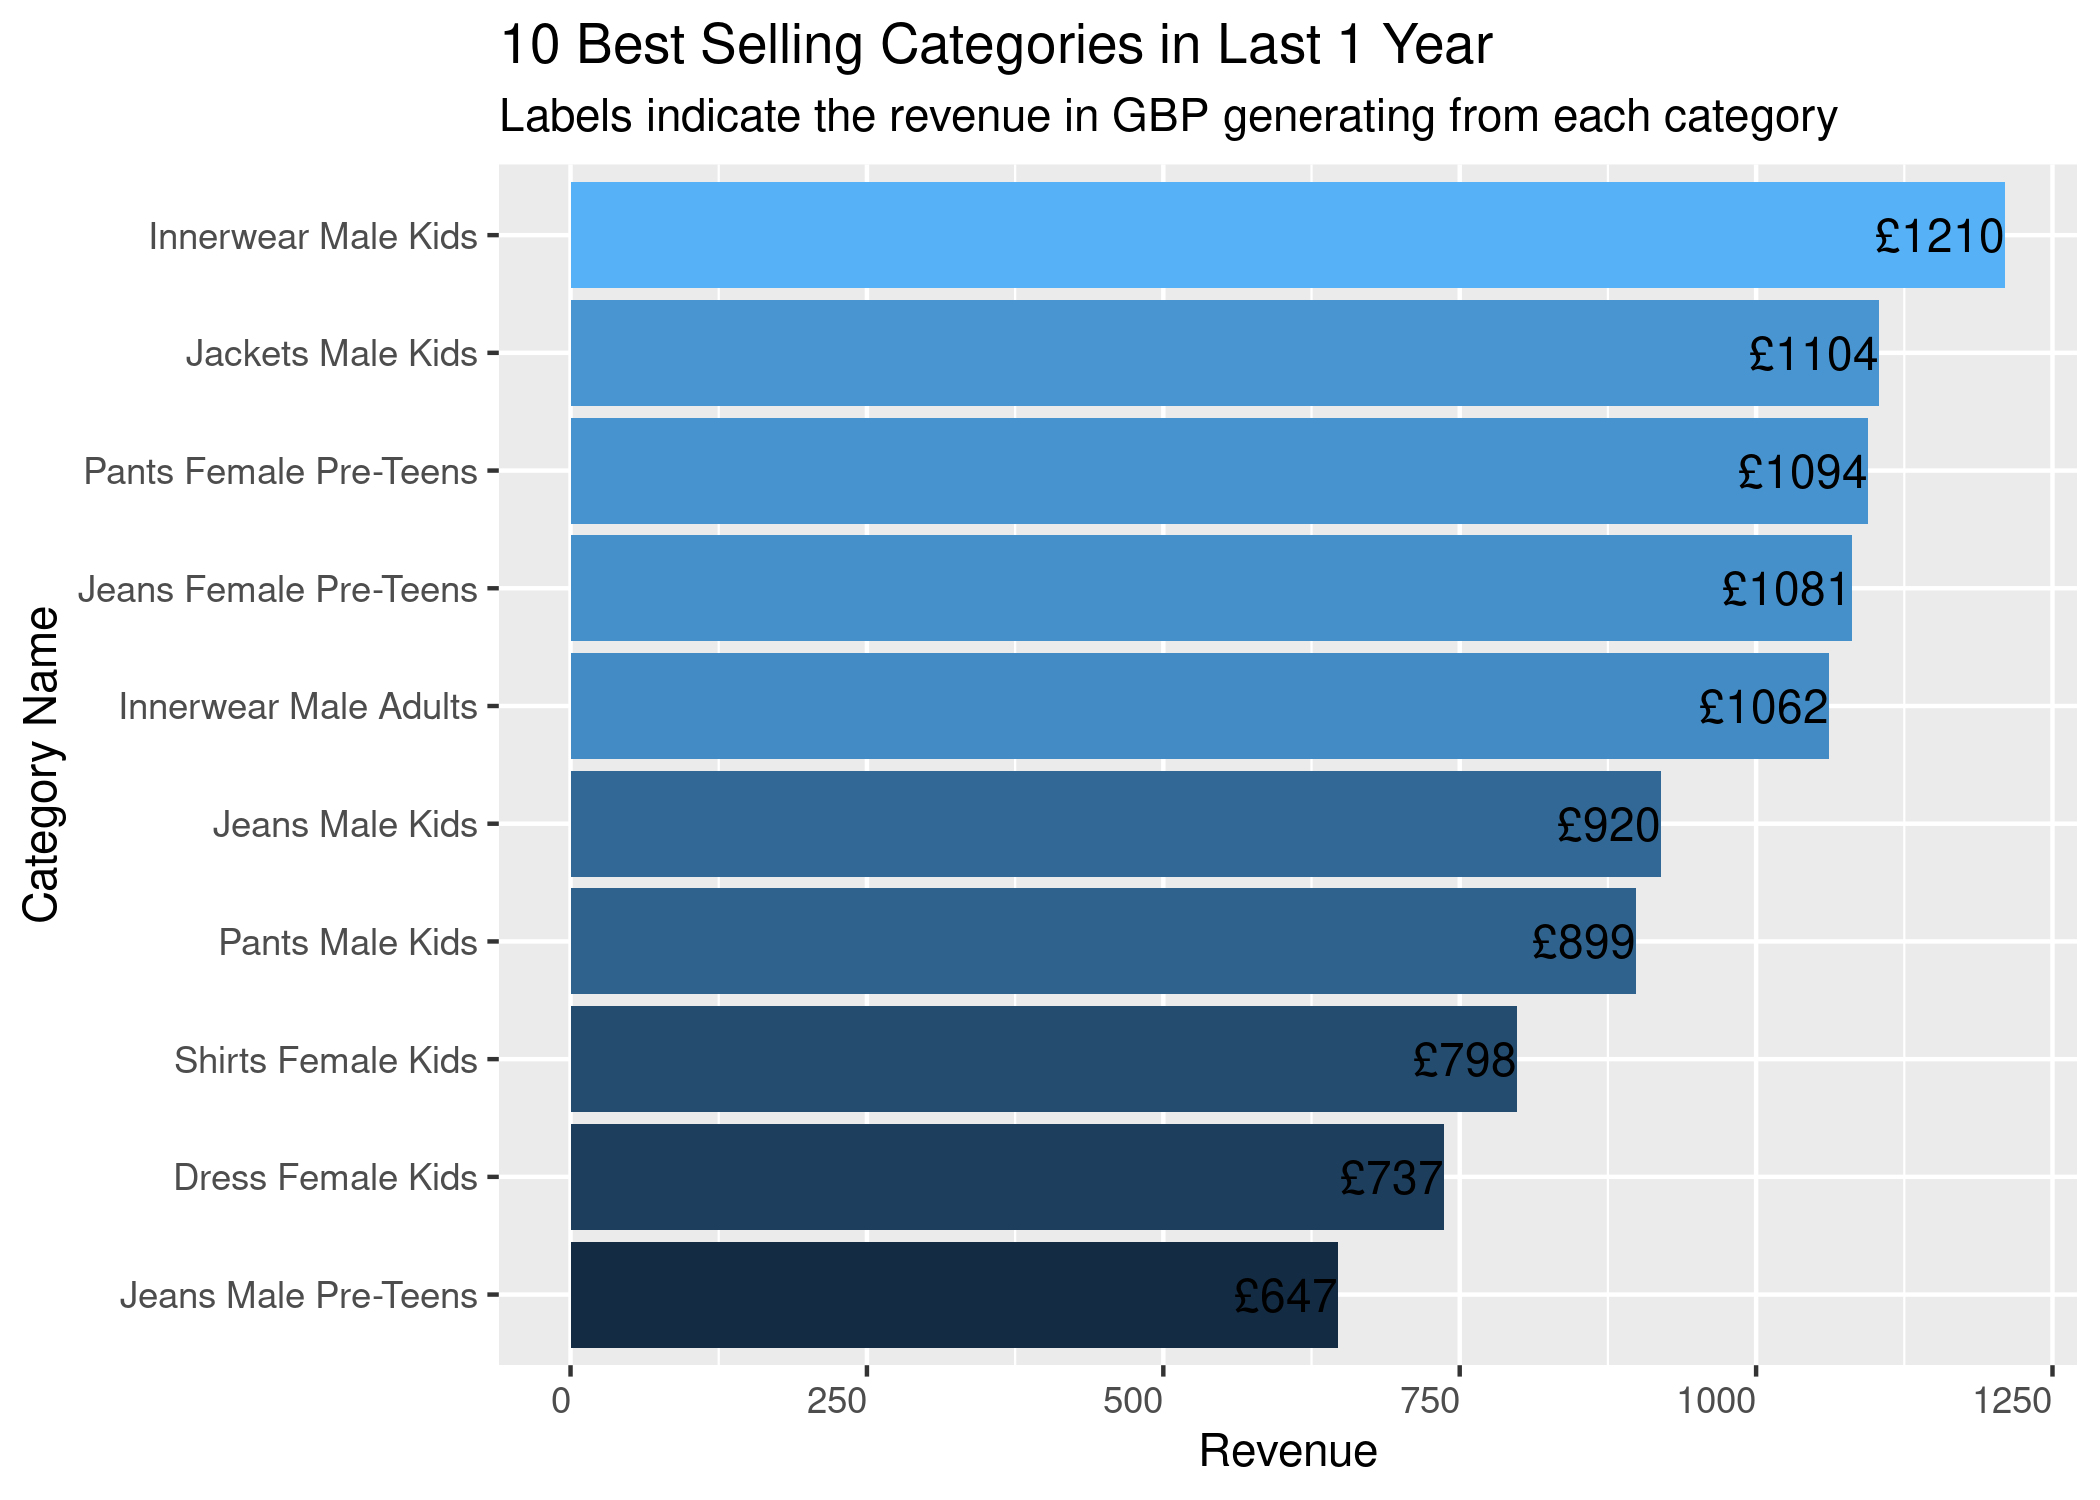 10 Best Selling Categories in Last 1 Year
Labels indicate the revenue in GBP generating from each category
Category Name
Innerwear Male Kids
£1210
Jackets Male Kids
£1104
Pants Female Pre-Teens
£1094
Jeans Female Pre-Teens
£1081
Innerwear Male Adults
£1062
Jeans Male Kids
£920
Pants Male Kids
£899
Shirts Female Kids
£798
Dress Female Kids
£737
Jeans Male Pre-Teens
£647
0 250 500 750 1000 1250
Revenue